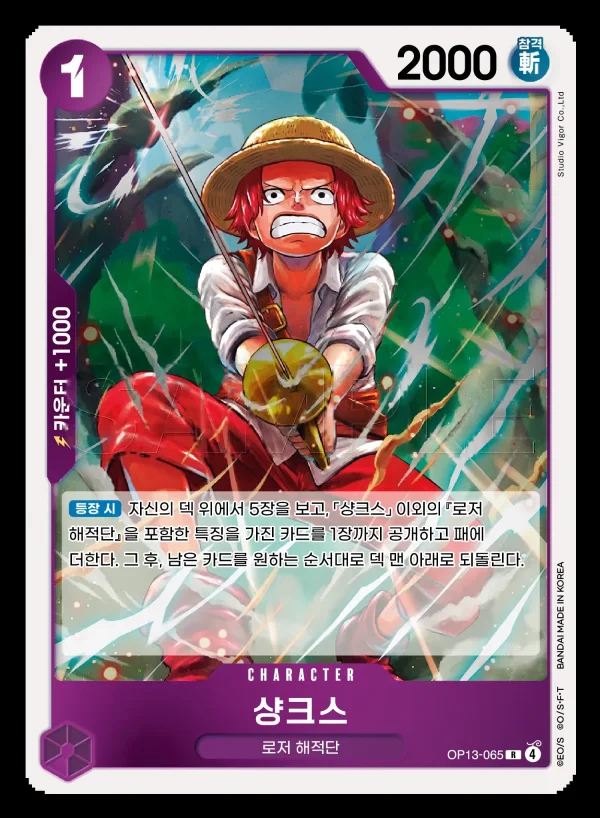 1
2000
참격
斬
Studio Vigor Co.,Ltd
⚡카운터 +1000
SAMPLE
등장 시 자신의 덱 위에서 5장을 보고, 「샹크스」 이외의 『로저
해적단』을 포함한 특징을 가진 카드를 1장까지 공개하고 패에
더한다. 그 후, 남은 카드를 원하는 순서대로 덱 맨 아래로 되돌린다.
CHARACTER
샹크스
로저 해적단
OP13-065 R 4
©EO/S ©O/S·F·T BANDAI MADE IN KOREA